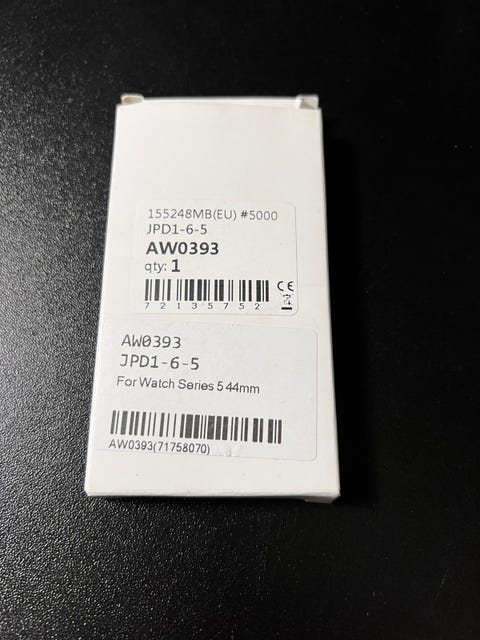 155248MB(EU) #5000
JPD1-6-5
AW0393
qty: 1
CE
7 2 1 3 5 7 5 2
AW0393
JPD1-6-5
For Watch Series 5 44mm
AW0393(71758070)